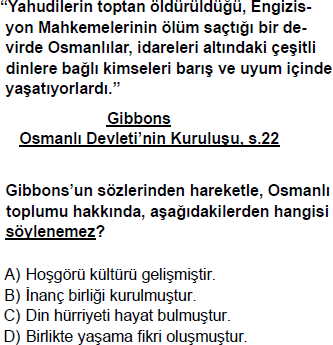 “Yahudilerin toptan öldürüldüğü, Engizis-
yon Mahkemelerinin ölüm saçtığı bir de-
virde Osmanlılar, idareleri altındaki çeşitli
dinlere bağlı kimseleri barış ve uyum içinde
yaşatıyorlardı.”
Gibbons
Osmanlı Devleti’nin Kuruluşu, s.22
Gibbons’un sözlerinden hareketle, Osmanlı
toplumu hakkında, aşağıdakilerden hangisi
söylenemez?
A) Hoşgörü kültürü gelişmiştir.
B) İnanç birliği kurulmuştur.
C) Din hürriyeti hayat bulmuştur.
D) Birlikte yaşama fikri oluşmuştur.